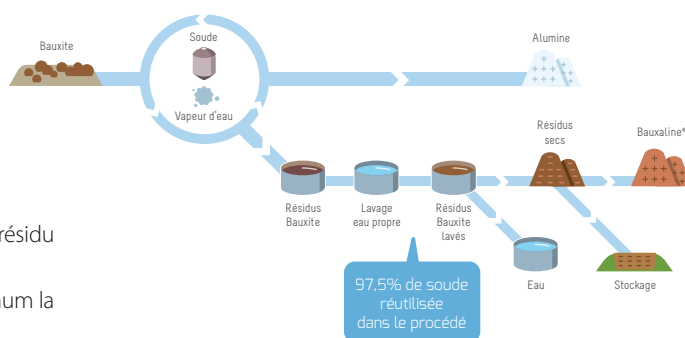 Bauxite
Soude
Vapeur d'eau
Alumine
Résidus
secs
Bauxaline®
Résidus
Bauxite
Lavage
eau propre
Résidus
Bauxite
lavés
Eau
Stockage
97,5% de soude
réutilisée
dans le procédé
résidu
um la